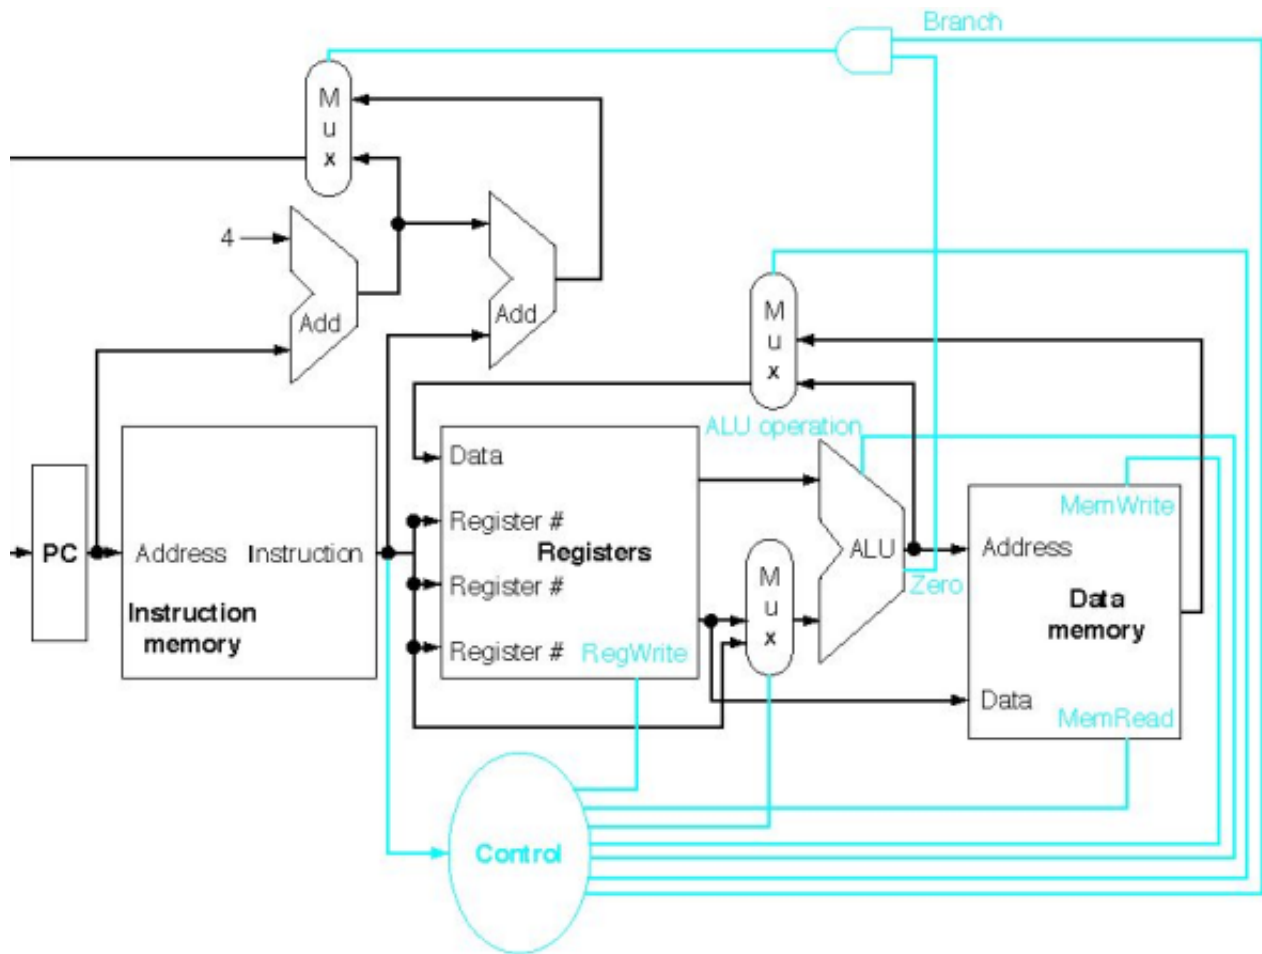 Branch
M
u
x
4
Add
Add
M
u
x
ALU operation
Data
MemWrite
Register #
PC
Address
Instruction
Registers
ALU
Address
M
u
x
Register #
Zero
Instruction
memory
Data
memory
Register #
RegWrite
Data
MemRead
Control